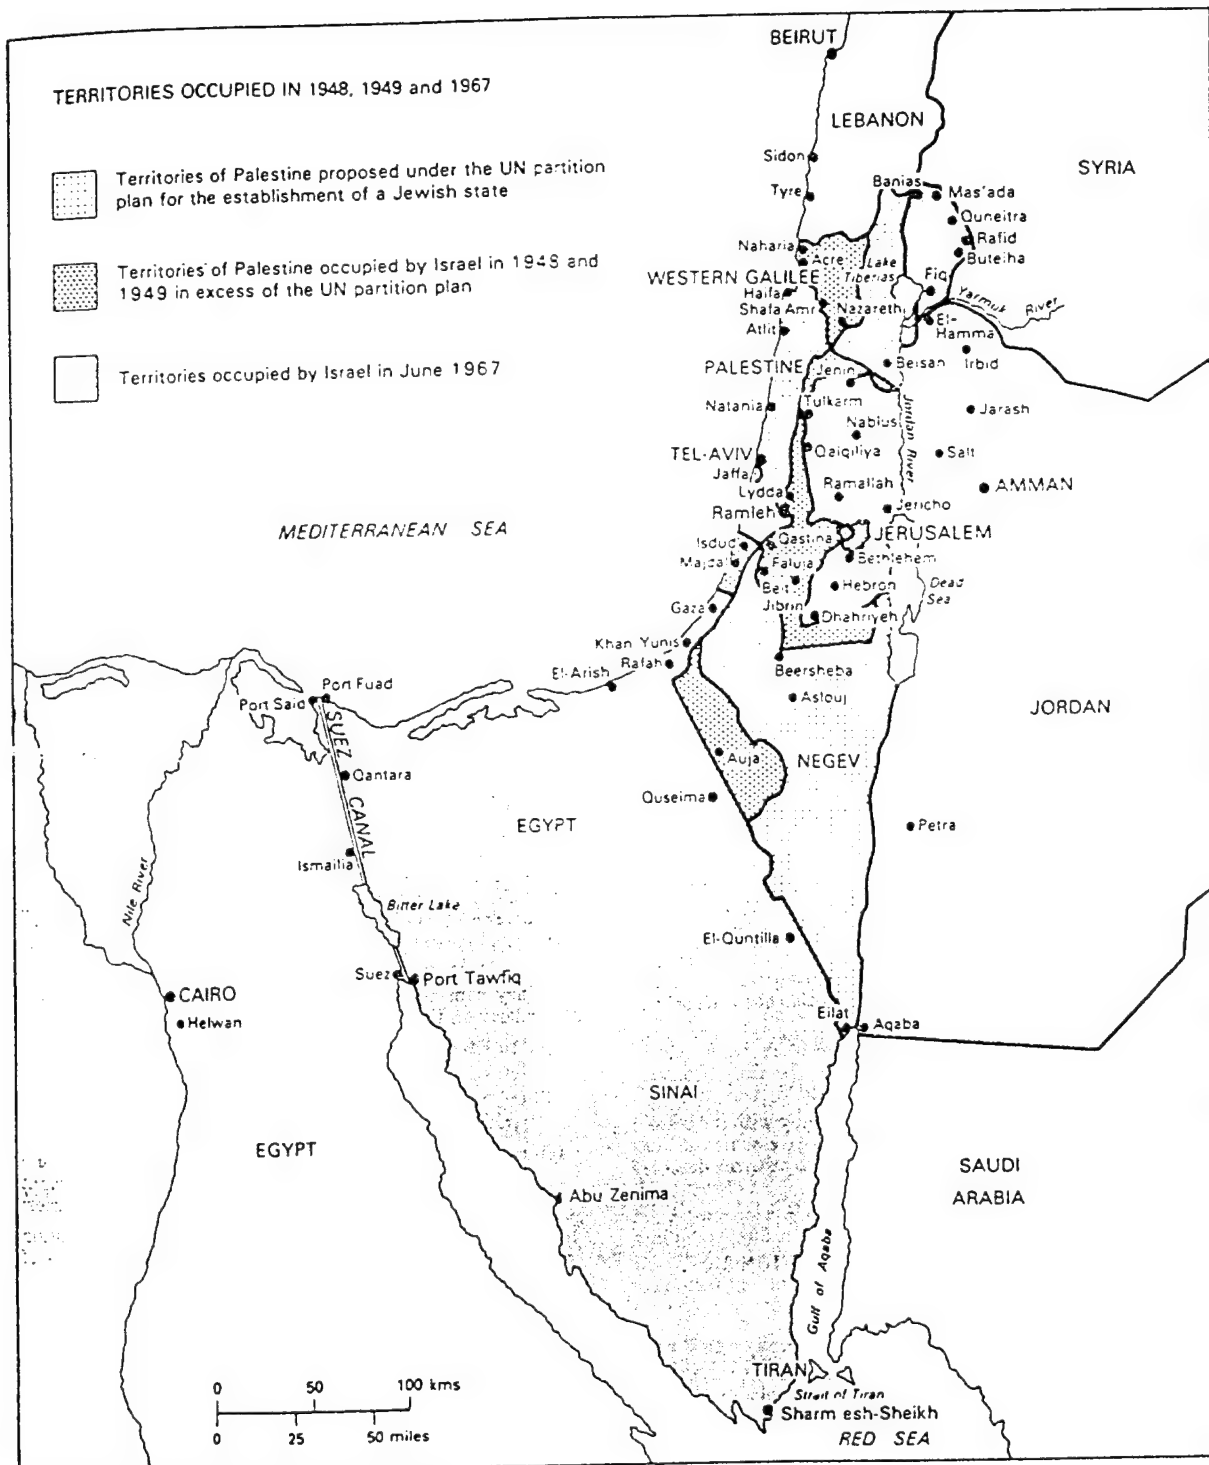 TERRITORIES OCCUPIED IN 1948, 1949 and 1967
Territories of Palestine proposed under the UN partition
plan for the establishment of a Jewish state
Territories of Palestine occupied by Israel in 1948 and
1949 in excess of the UN partition plan
Territories occupied by Israel in June 1967
BEIRUT
LEBANON
Sidon
SYRIA
Tyre
Banias
Mas'ada
Quneitra
Rafid
Naharia
Acre
Lake
Tiberias
Buteiha
WESTERN GALILEE
Fiq
Haifa
Shafa Amr
Nazareth
Yarmuk River
Atlit
El-
Hamma
PALESTINE
Jenin
Beisan
Irbid
Natania
Tulkarm
Jordan River
Jarash
Nablus
TEL-AVIV
Qalqiliya
Salt
Jaffa
Lydda
Ramallah
AMMAN
Ramleh
Jericho
MEDITERRANEAN SEA
JERUSALEM
Isdud
Qastina
Majdal
Faluja
Bethlehem
Beit
Jibrin
Hebron
Dead
Sea
Gaza
Dhahriyeh
Khan Yunis
Rafah
Beersheba
El-Arish
Port Fuad
Port Said
Aslouj
JORDAN
SUEZ CANAL
Qantara
Auja
NEGEV
Quseima
EGYPT
Petra
Ismailia
Nile River
Bitter Lake
El-Quntilla
Suez
Port Tawfiq
CAIRO
Helwan
Eilat
Aqaba
SINAI
EGYPT
SAUDI
ARABIA
Abu Zenima
Gulf of Aqaba
TIRAN
Strait of Tiran
Sharm esh-Sheikh
RED SEA
0 50 100 kms
0 25 50 miles